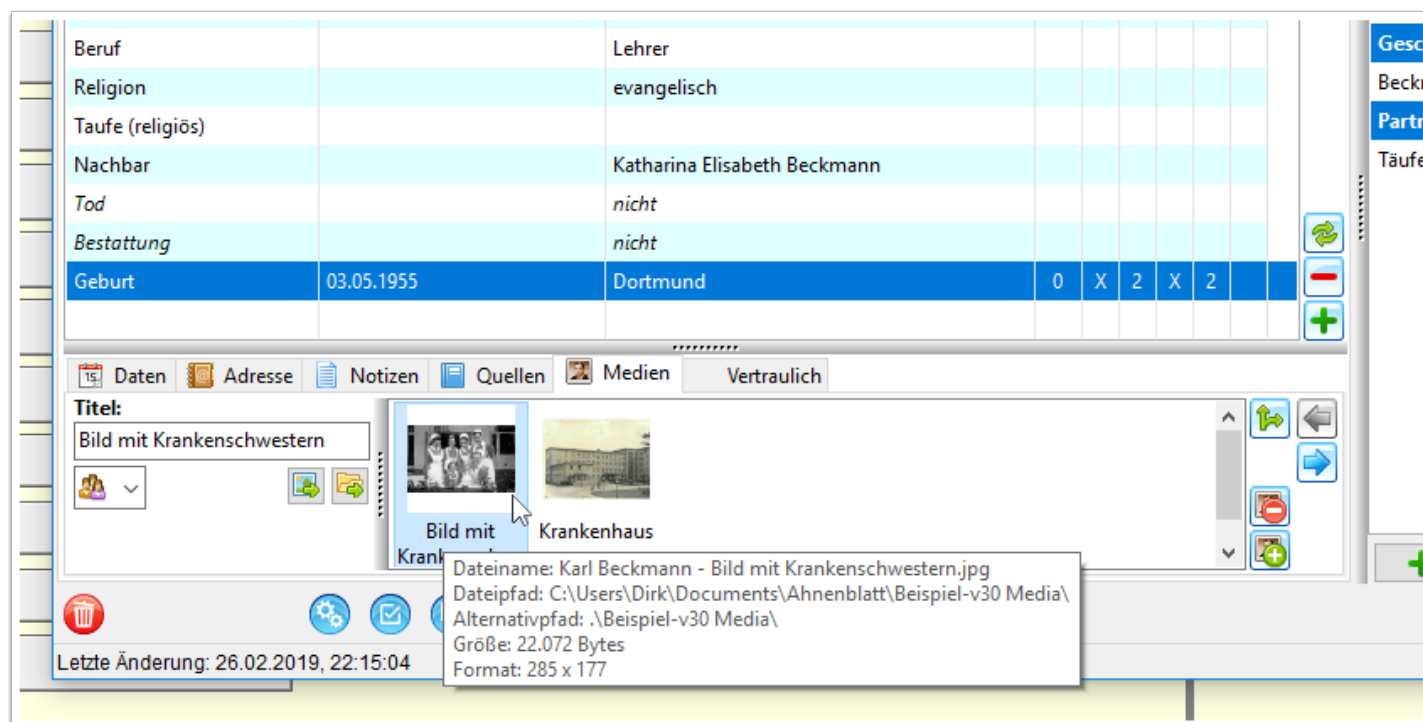 Beruf Lehrer
Religion evangelisch
Taufe (religiös)
Nachbar Katharina Elisabeth Beckmann
Tod nicht
Bestattung nicht
Geburt 03.05.1955 Dortmund 0 X 2 X 2
Gesc
Beck
Partn
Täufe
15 Daten Adresse Notizen Quellen Medien Vertraulich
Titel:
Bild mit Krankenschwestern
Bild mit
Krankenhaus
Dateiname: Karl Beckmann - Bild mit Krankenschwestern.jpg
Dateipfad: C:\Users\Dirk\Documents\Ahnenblatt\Beispiel-v30 Media\
Alternativpfad: .\Beispiel-v30 Media\
Größe: 22.072 Bytes
Format: 285 x 177
Letzte Änderung: 26.02.2019, 22:15:04